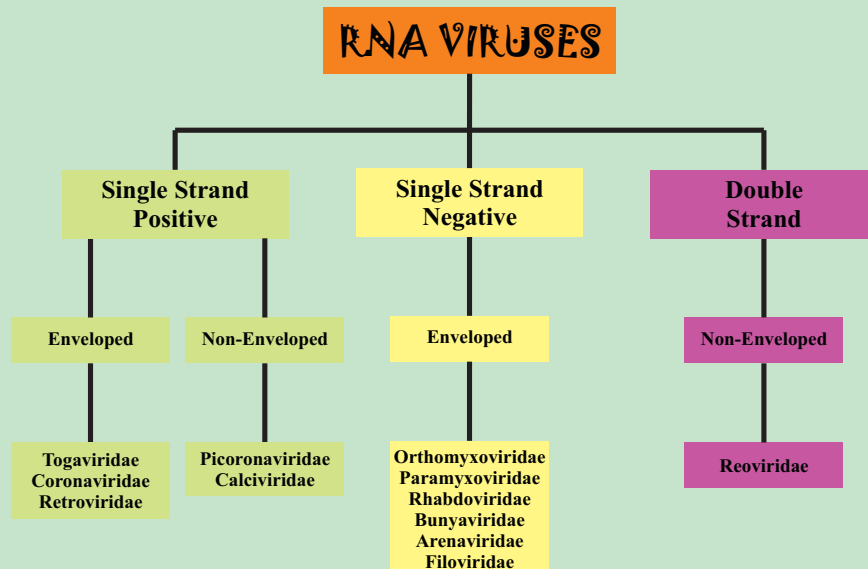 RNA VIRUSES
Single Strand
Positive
Single Strand
Negative
Double
Strand
Enveloped
Non-Enveloped
Enveloped
Non-Enveloped
Togaviridae
Coronaviridae
Retroviridae
Picoronaviridae
Calciviridae
Orthomyxoviridae
Paramyxoviridae
Rhabdoviridae
Bunyaviridae
Arenaviridae
Filoviridae
Reoviridae